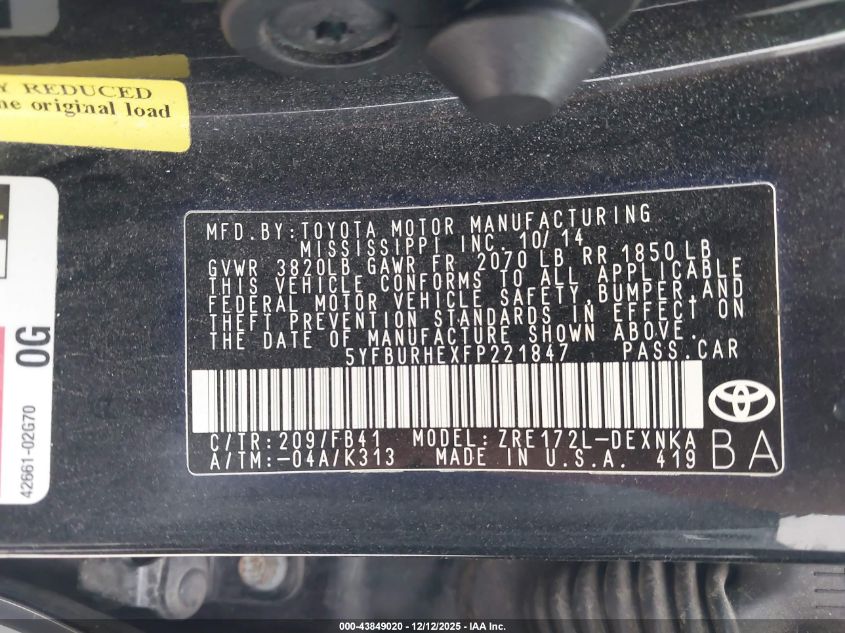 Y REDUCED
ne original load
MFD. BY: TOYOTA MOTOR MANUFACTURING
MISSISSIPPI INC. 10/14
GVWR 3820LB GAWR FR 2070 LB RR 1850 LB
THIS VEHICLE CONFORMS TO ALL APPLICABLE
FEDERAL MOTOR VEHICLE SAFETY, BUMPER, AND
THEFT PREVENTION STANDARDS IN EFFECT ON
THE DATE OF MANUFACTURE SHOWN ABOVE.
5YFBURHEXFP221847 PASS. CAR
C/TR: 209/FB41 MODEL: ZRE172L-DEXNKA
A/TM: -04A/K313 MADE IN U.S.A. 419
BA
0G
42661-02G70
000-43849020 - 12/12/2025 - IAA Inc.